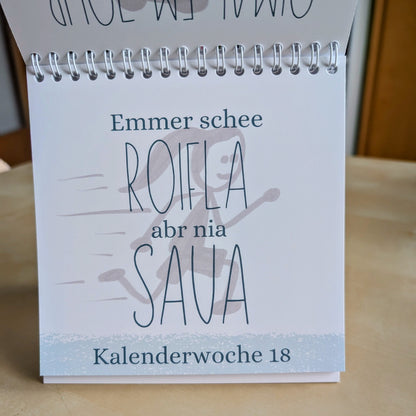 Emmer schee
ROIFLA
abr nia
SAUA
Kalenderwoche 18